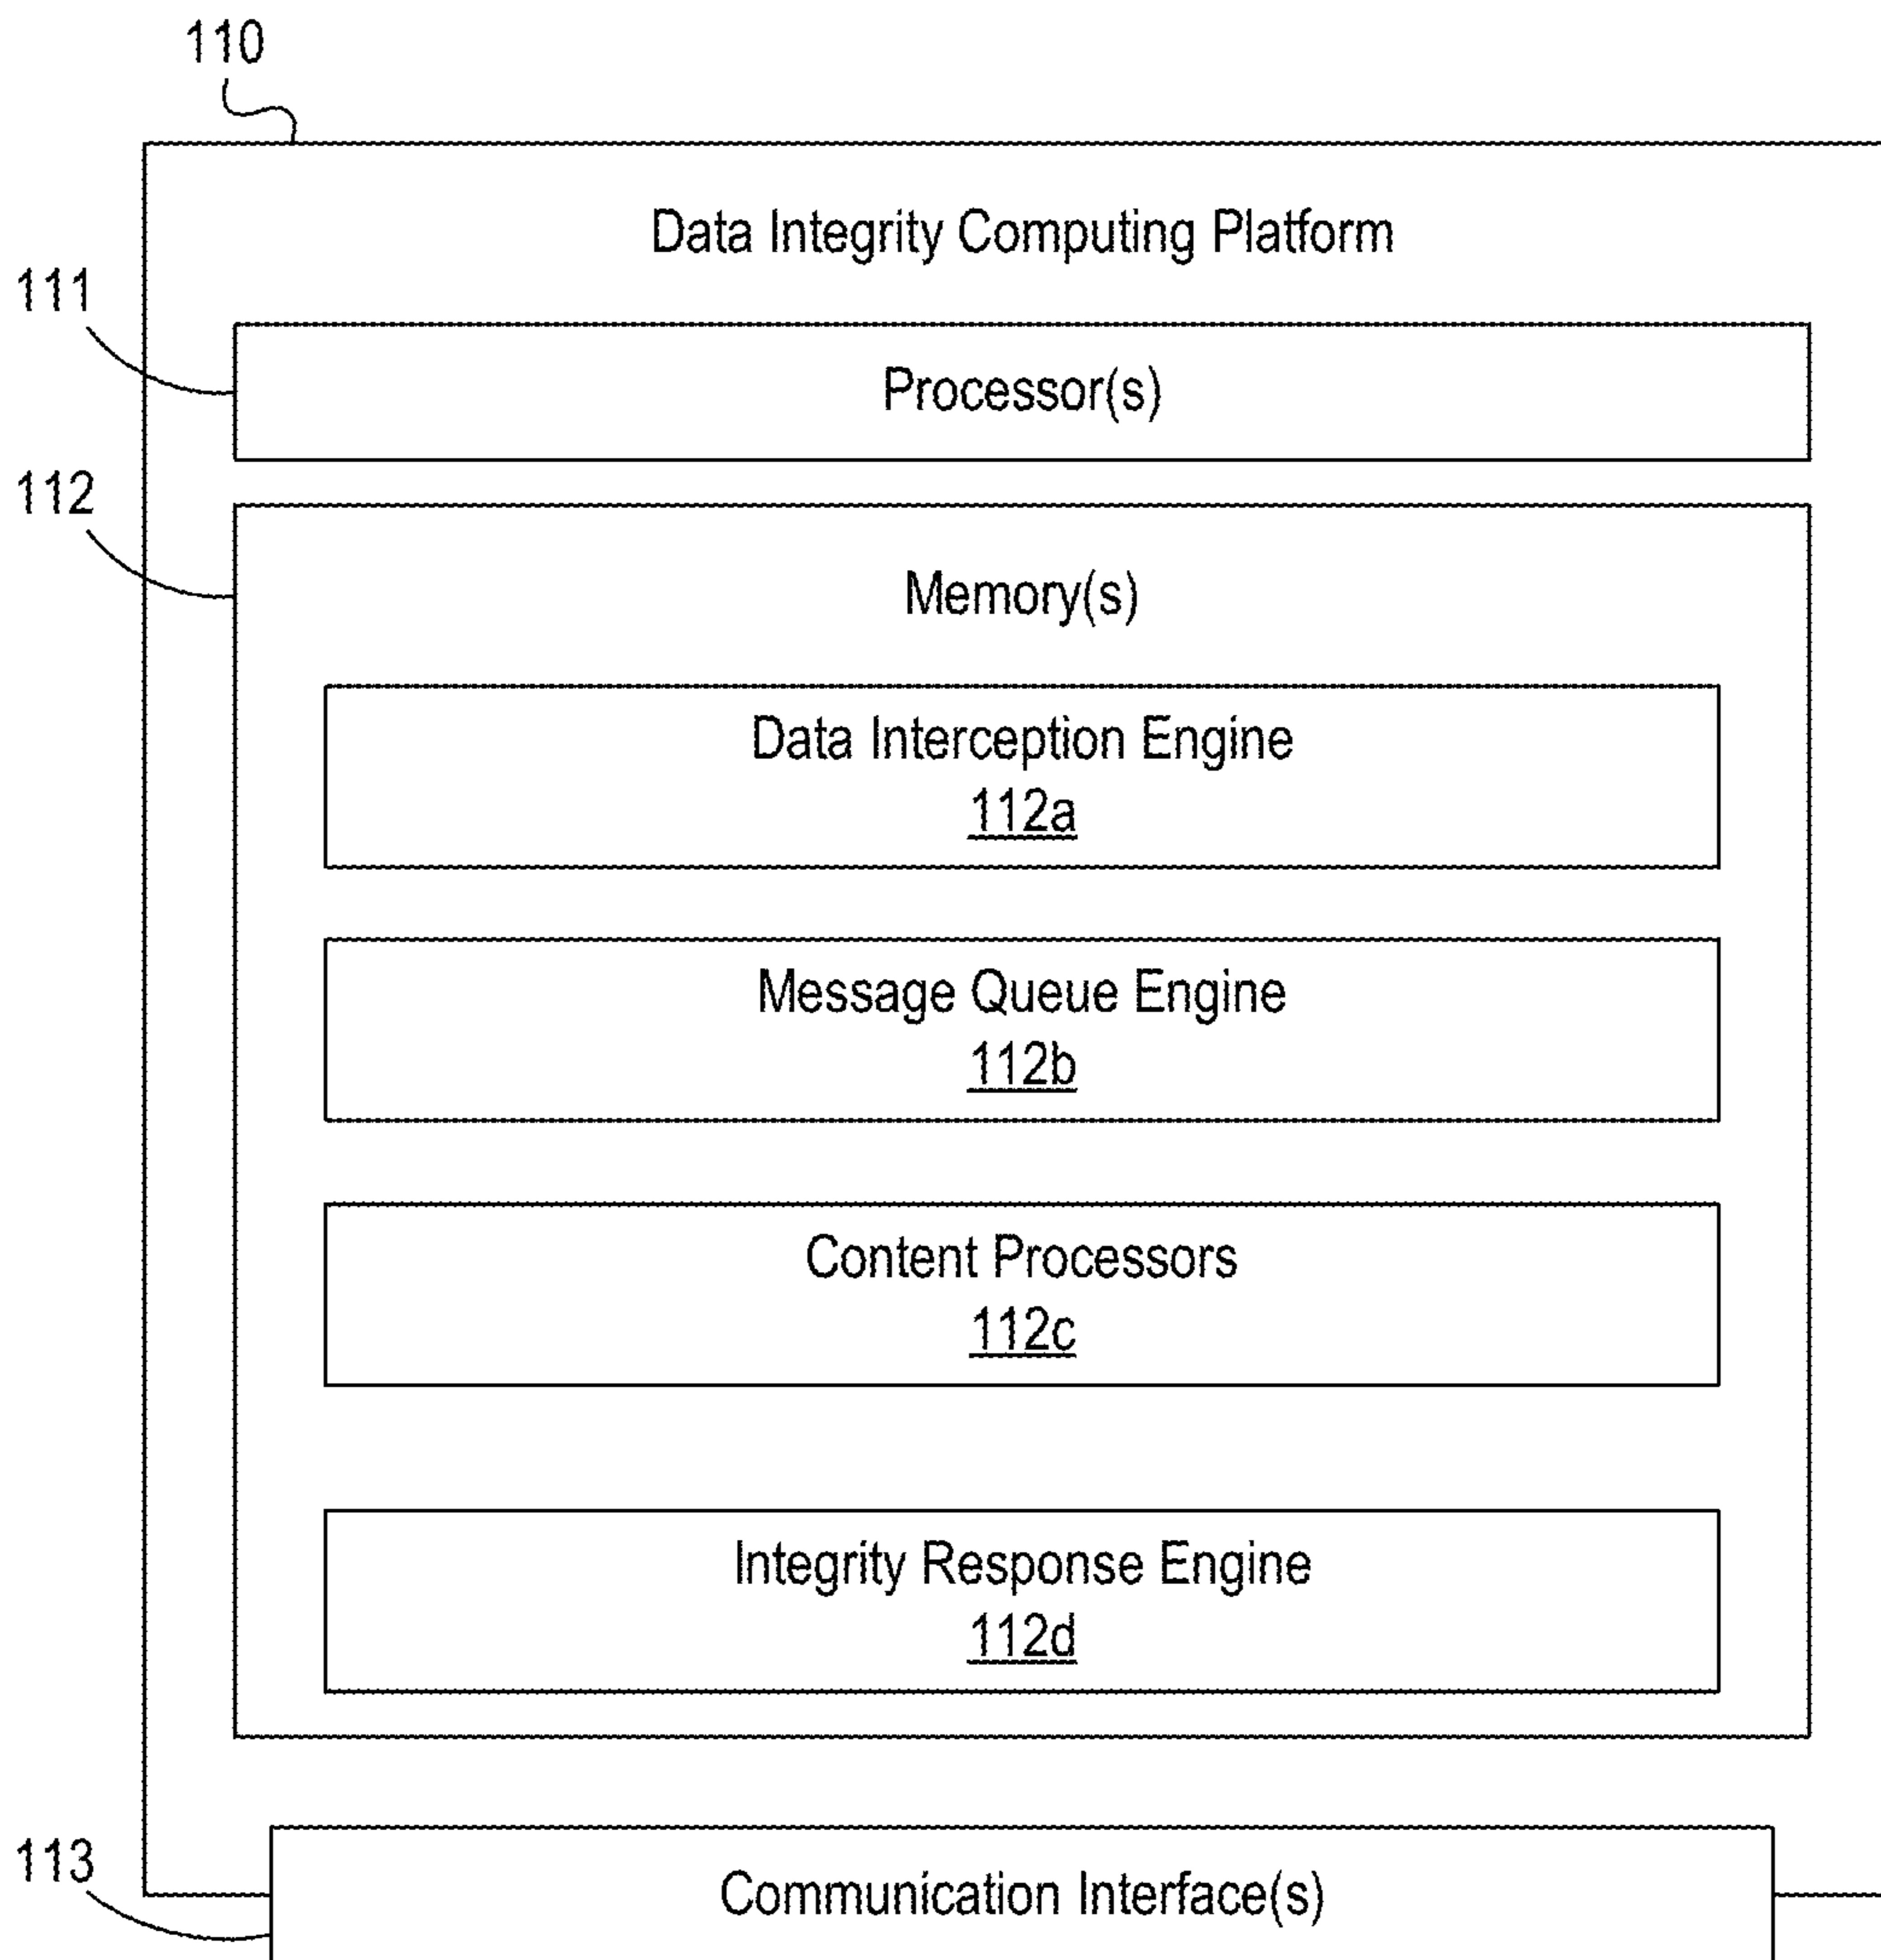 110
Data Integrity Computing Platform
111
Processor(s)
112
Memory(s)
Data Interception Engine
112a
Message Queue Engine
112b
Content Processors
112c
Integrity Response Engine
112d
113
Communication Interface(s)